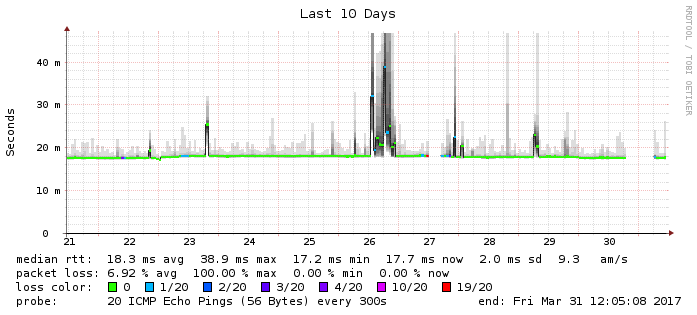 Last 10 Days
RRDTOOL / TOBI OETIKER
Seconds
40 m
30 m
20 m
10 m
0
21 22 23 24 25 26 27 28 29 30
median rtt: 18.3 ms avg 38.9 ms max 17.2 ms min 17.7 ms now 2.0 ms sd 9.3 am/s
packet loss: 6.92 % avg 100.00 % max 0.00 % min 0.00 % now
loss color: 0 1/20 2/20 3/20 4/20 10/20 19/20
probe: 20 ICMP Echo Pings (56 Bytes) every 300s end: Fri Mar 31 12:05:08 2017